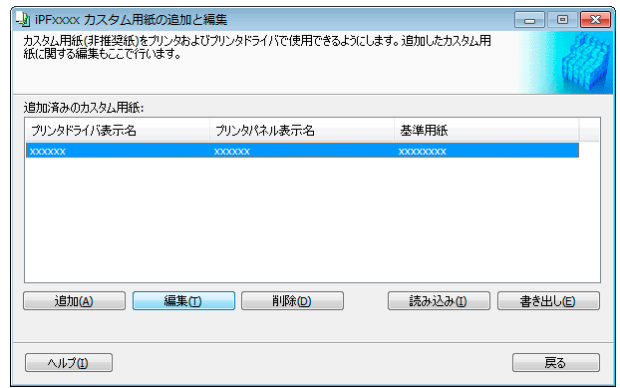 iPFxxxx カスタム用紙の追加と編集
カスタム用紙(非推奨紙)をプリンタおよびプリンタドライバで使用できるようにします。追加したカスタム用
紙に関する編集もここで行います。
追加済みのカスタム用紙:
プリンタドライバ表示名 プリンタパネル表示名 基準用紙
xxxxxx xxxxxx xxxxxxxx
追加(A) 編集(T) 削除(D) 読み込み(I) 書き出し(E)
ヘルプ(I) 戻る